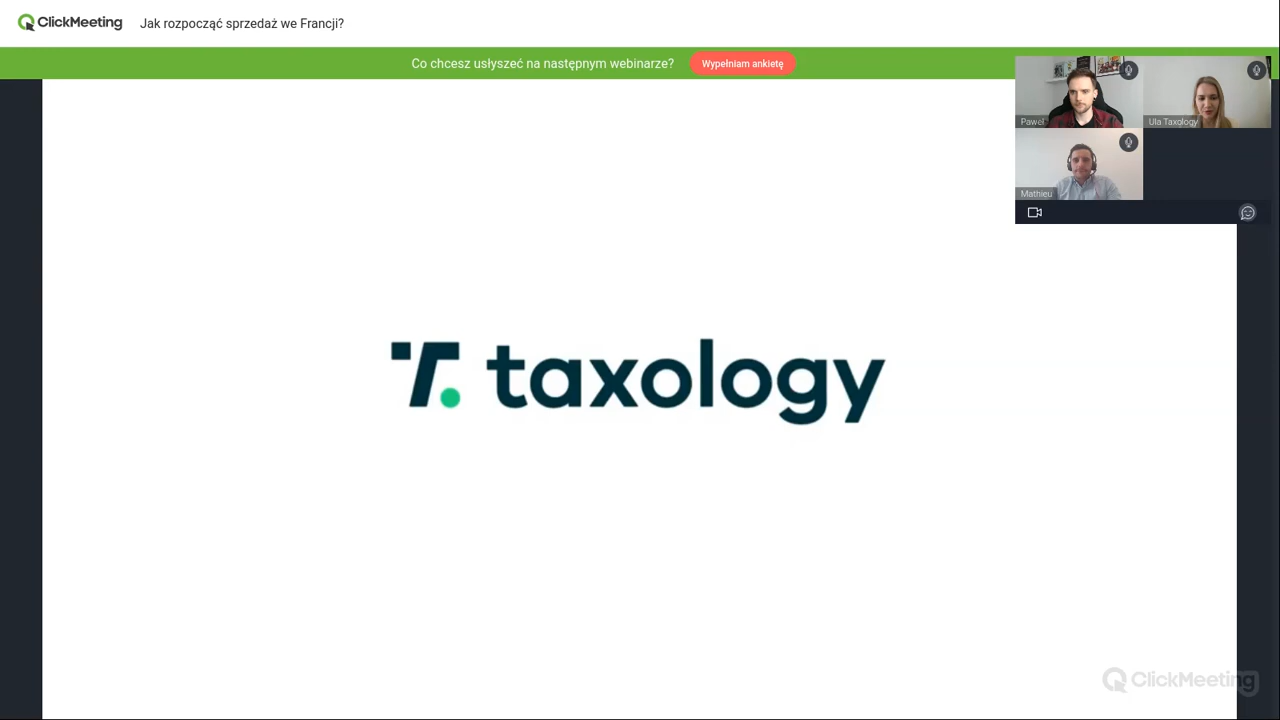 ClickMeeting
Jak rozpocząć sprzedaż we Francji?
Co chcesz usłyszeć na następnym webinarze?
Wypełniam ankietę
Paweł
Ula Taxology
Mathieu
T. taxology
ClickMeeting